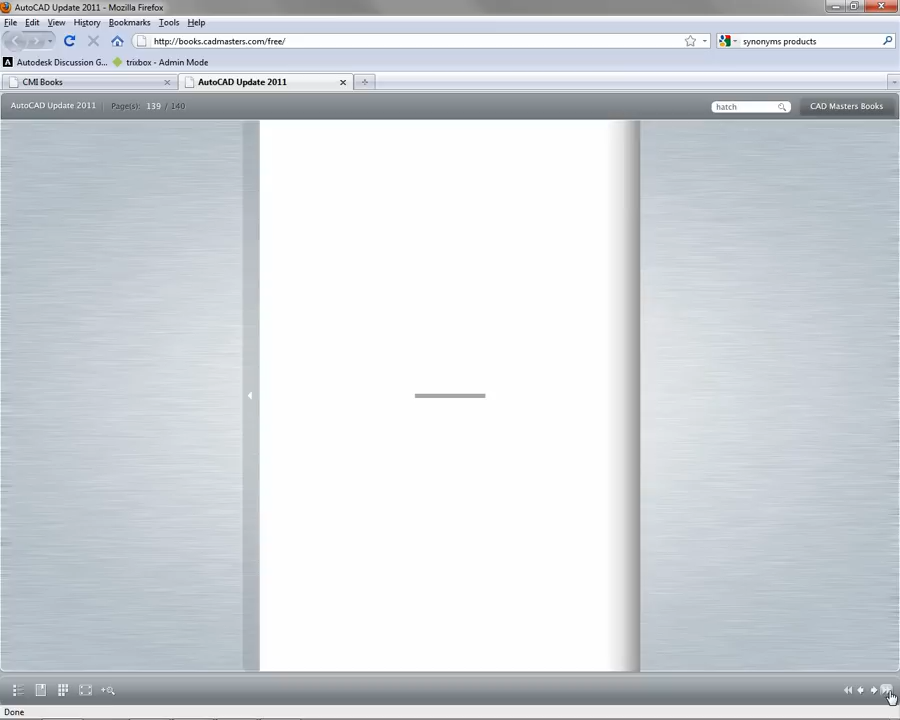 AutoCAD Update 2011 - Mozilla Firefox
File Edit View History Bookmarks Tools Help
http://books.cadmasters.com/free/ synonyms products
A Autodesk Discussion G... trixbox - Admin Mode
CMI Books AutoCAD Update 2011
AutoCAD Update 2011 Page(s): 139 / 140 hatch CAD Masters Books
Done